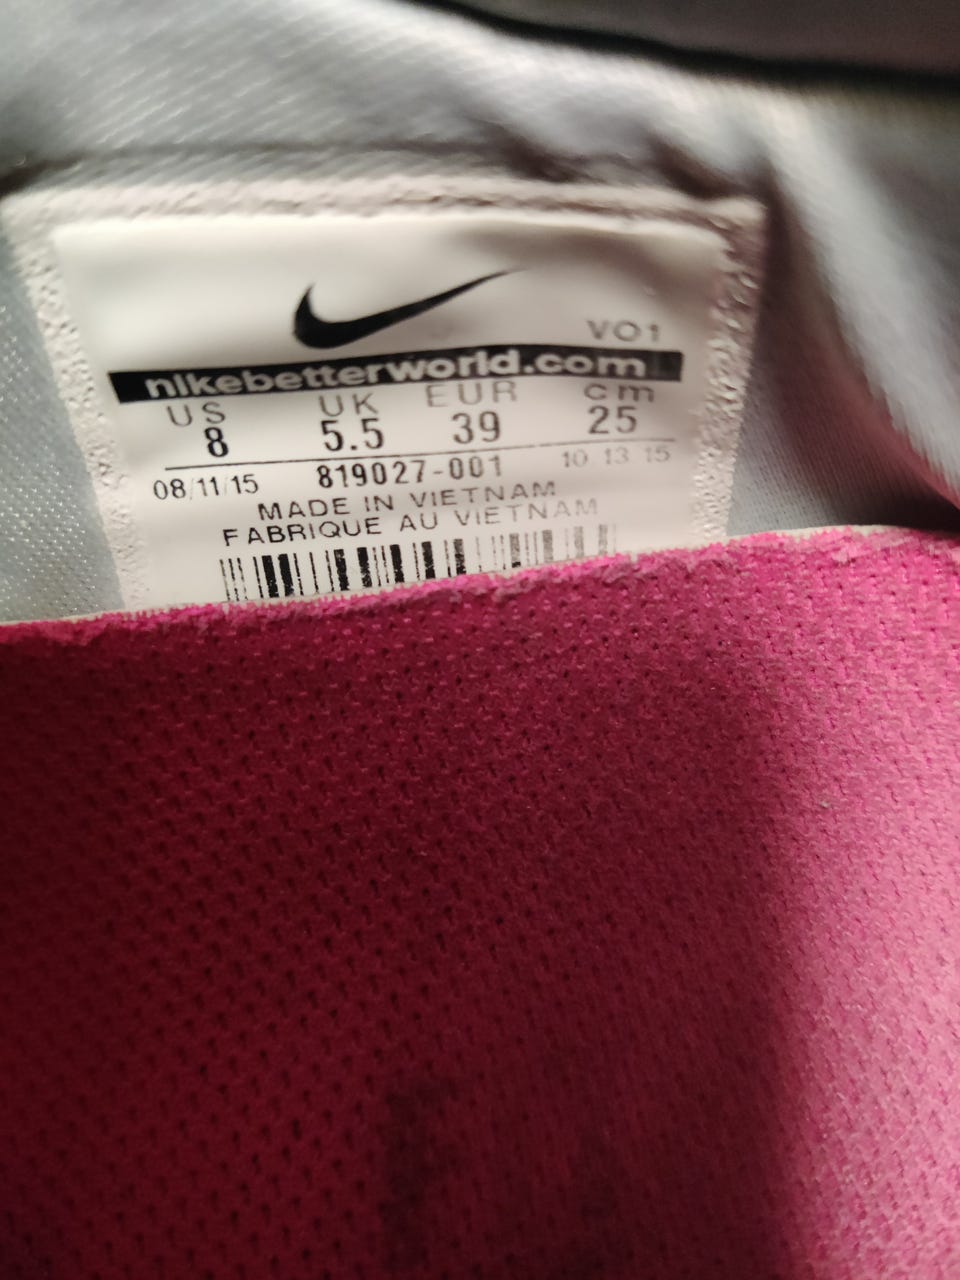 VO1
nikebetterworld.com
US UK EUR cm
8 5.5 39 25
08/11/15 819027-001 10 13 15
MADE IN VIETNAM
FABRIQUE AU VIETNAM